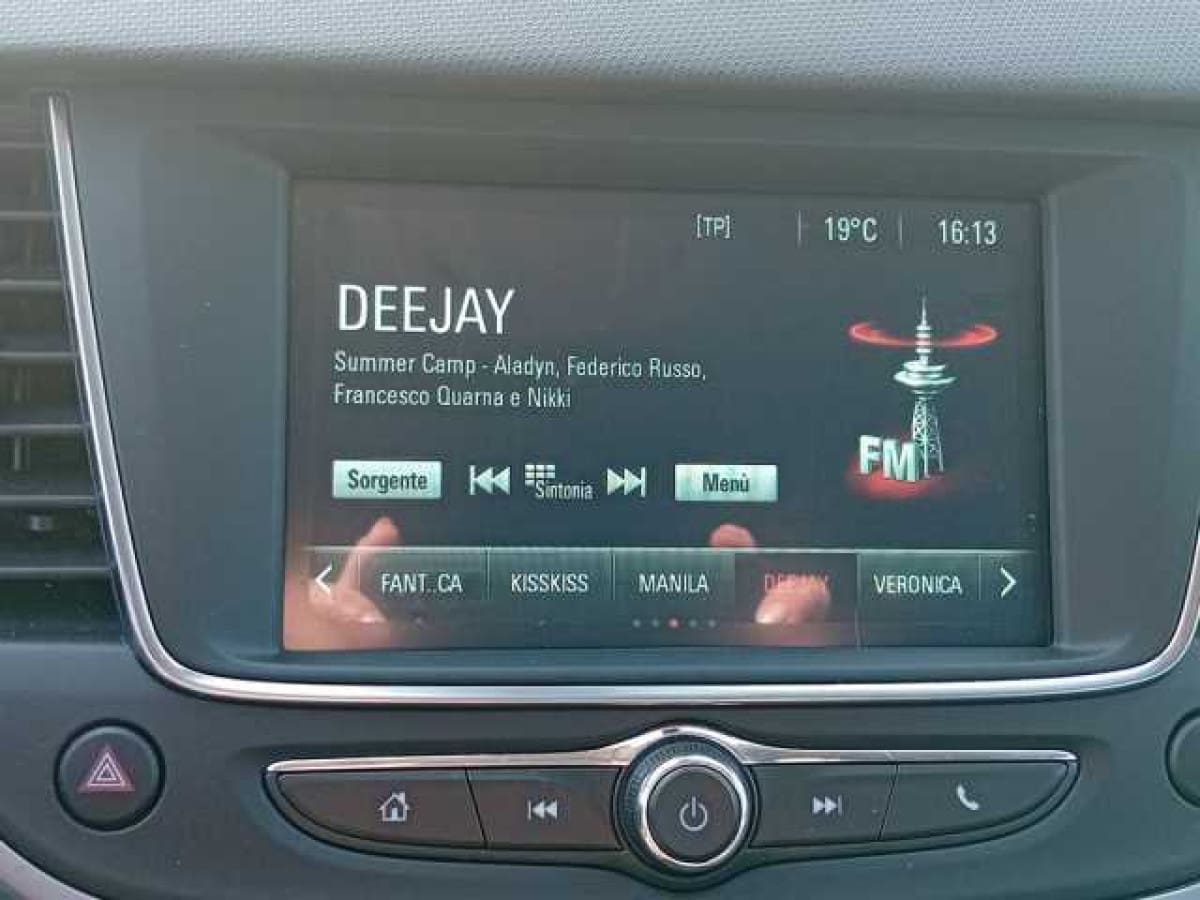 [TP] 19°C 16:13
DEEJAY
Summer Camp - Aladyn, Federico Russo,
Francesco Quarna e Nikki
FM
Sorgente Sintonia Menù
FANT..CA KISSKISS MANILA DEEJAY VERONICA